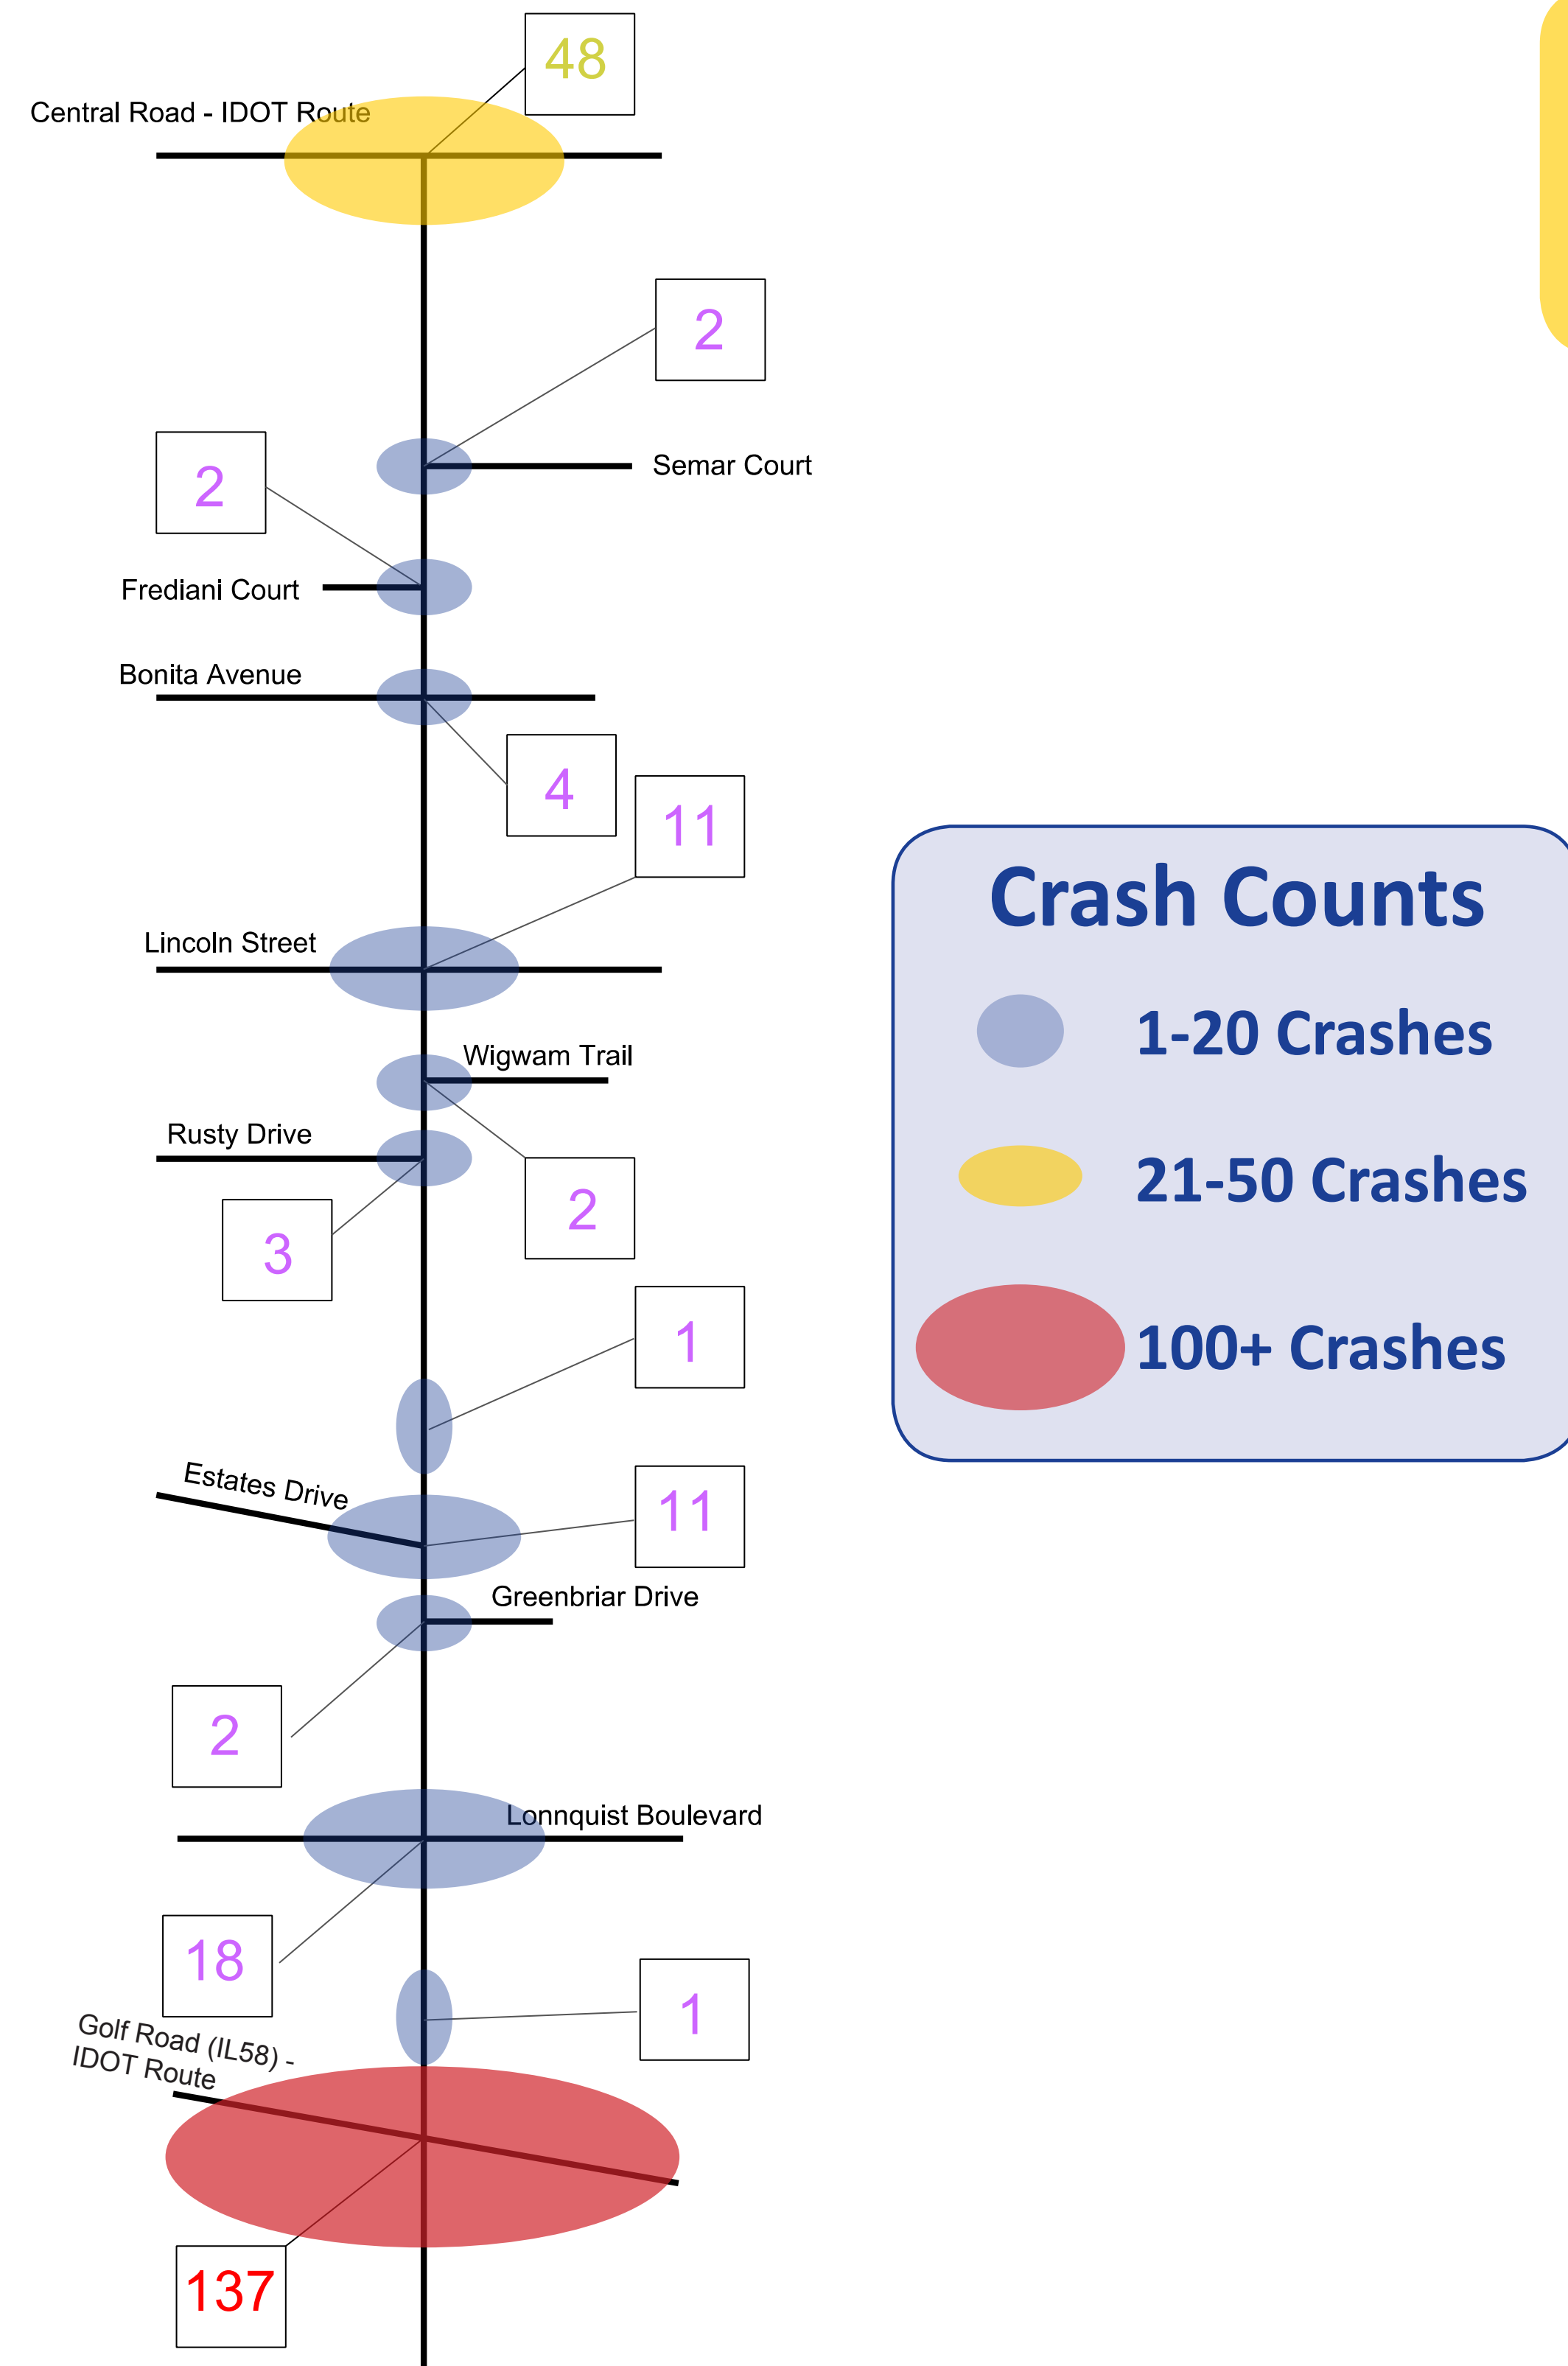 48
Central Road - IDOT Route
2
Semar Court
2
Frediani Court
Bonita Avenue
4
11
Lincoln Street
Wigwam Trail
Rusty Drive
2
3
1
Estates Drive
11
Greenbriar Drive
2
Lonnquist Boulevard
18
1
Golf Road (IL58) -
IDOT Route
137
Crash Counts
1-20 Crashes
21-50 Crashes
100+ Crashes